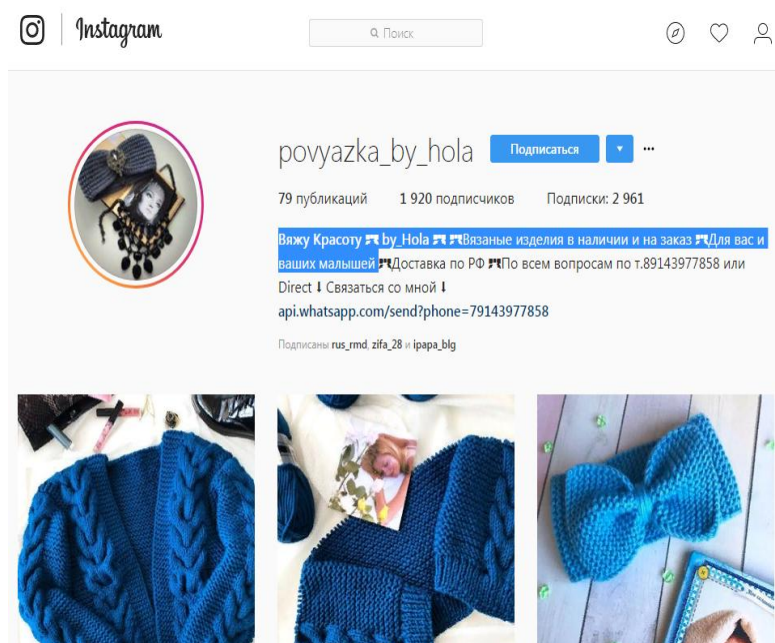 Instagram
Поиск
povyazka_by_hola Подписаться ...
79 публикаций 1 920 подписчиков Подписки: 2 961
Вяжу Красоту by_Hola Вязаные изделия в наличии и на заказ Для вас и
ваших малышей Доставка по РФ По всем вопросам по т.89143977858 или
Direct ⬇ Связаться со мной ⬇
api.whatsapp.com/send?phone=79143977858
Подписаны rus_rmd, zifa_28 и ipapa_blg